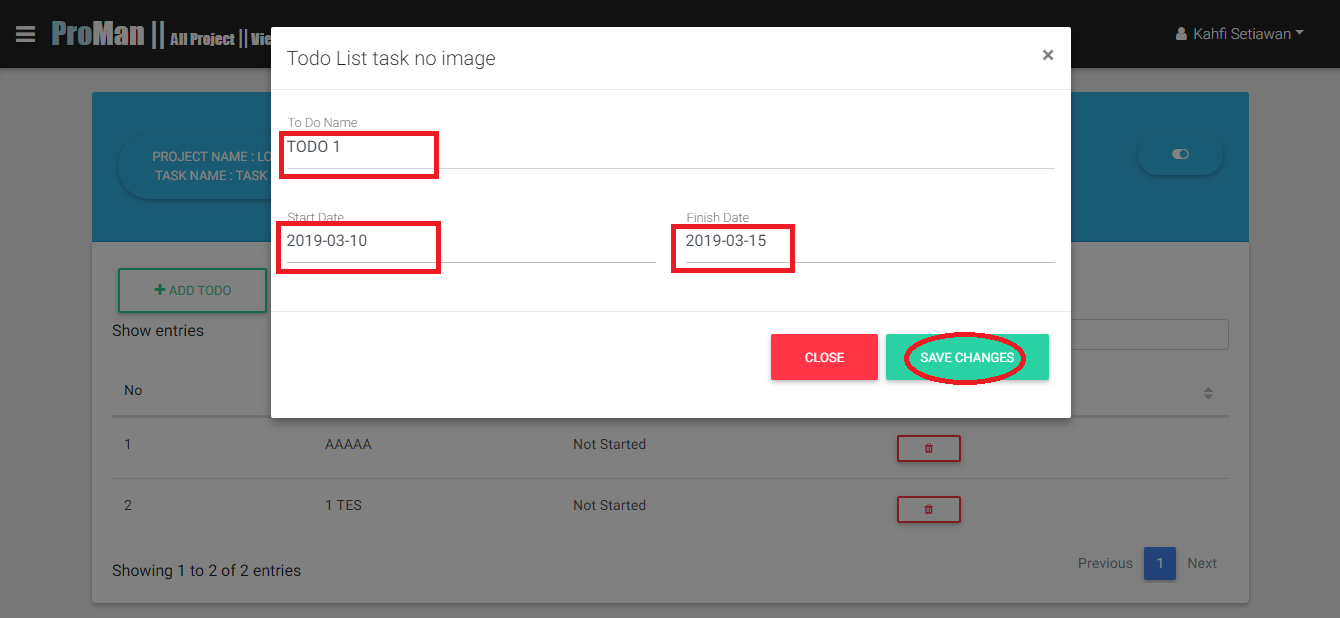 ProMan || All Project || Vie
Kahfi Setiawan
Todo List task no image
×
To Do Name
TODO 1
Start Date
2019-03-10
Finish Date
2019-03-15
CLOSE
SAVE CHANGES
PROJECT NAME : LO
TASK NAME : TASK
ADD TODO
Show entries
No
1 AAAAA Not Started
2 1 TES Not Started
Showing 1 to 2 of 2 entries
Previous 1 Next